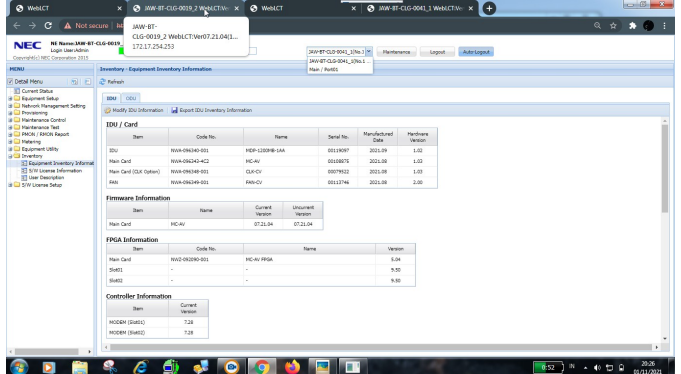 WebLCT
JAW-BT-CLG-0019_2 WebLCT:Ver
WebLCT
JAW-BT-CLG-0041_1 WebLCT:Ver
Not secure
JAW-BT-
CLG-0019_2 WebLCT:Ver07.21.04(1...
172.17.254.253
NEC
NE Name:JAW-BT-CLG-0019
Login User:Admin
Copyright(c) NEC Corporation 2015
JAW-BT-CLG-0041_1(No.1
Maintenance
Logout
Auto Logout
JAW-BT-CLG-0041_1(No.1 ...
Main / Port01
MENU
Inventory - Equipment Inventory Information
Detail Menu
Refresh
Current Status
Equipment Setup
Network Management Setting
Provisioning
Maintenance Control
Maintenance Test
PMON / RMON Report
Metering
Equipment Utility
Inventory
Equipment Inventory Informat
S/W License Information
User Description
S/W License Setup
IDU
ODU
Modify IDU Information
Export IDU Inventory Information
IDU / Card
Item Code No. Name Serial No. Manufactured Date Hardware Version
IDU NWA-096340-001 MDP-1200MB-1AA 00119097 2021.09 1.02
Main Card NWA-096342-4C2 MC-AV 00108875 2021.08 1.03
Main Card (CLK Option) NWA-096348-001 CLK-CV 00079522 2021.08 1.03
FAN NWA-096349-001 FAN-CV 00113746 2021.08 2.00
Firmware Information
Item Name Current Version Uncurrent Version
Main Card MC-AV 07.21.04 07.21.04
FPGA Information
Item Code No. Name Version
Main Card NWZ-092090-001 MC-AV FPGA 5.04
Slot01 - - 9.50
Slot02 - - 9.50
Controller Information
Item Current Version
MODEM (Slot01) 7.28
MODEM (Slot02) 7.28
0:52
IN
20:26
01/11/2021